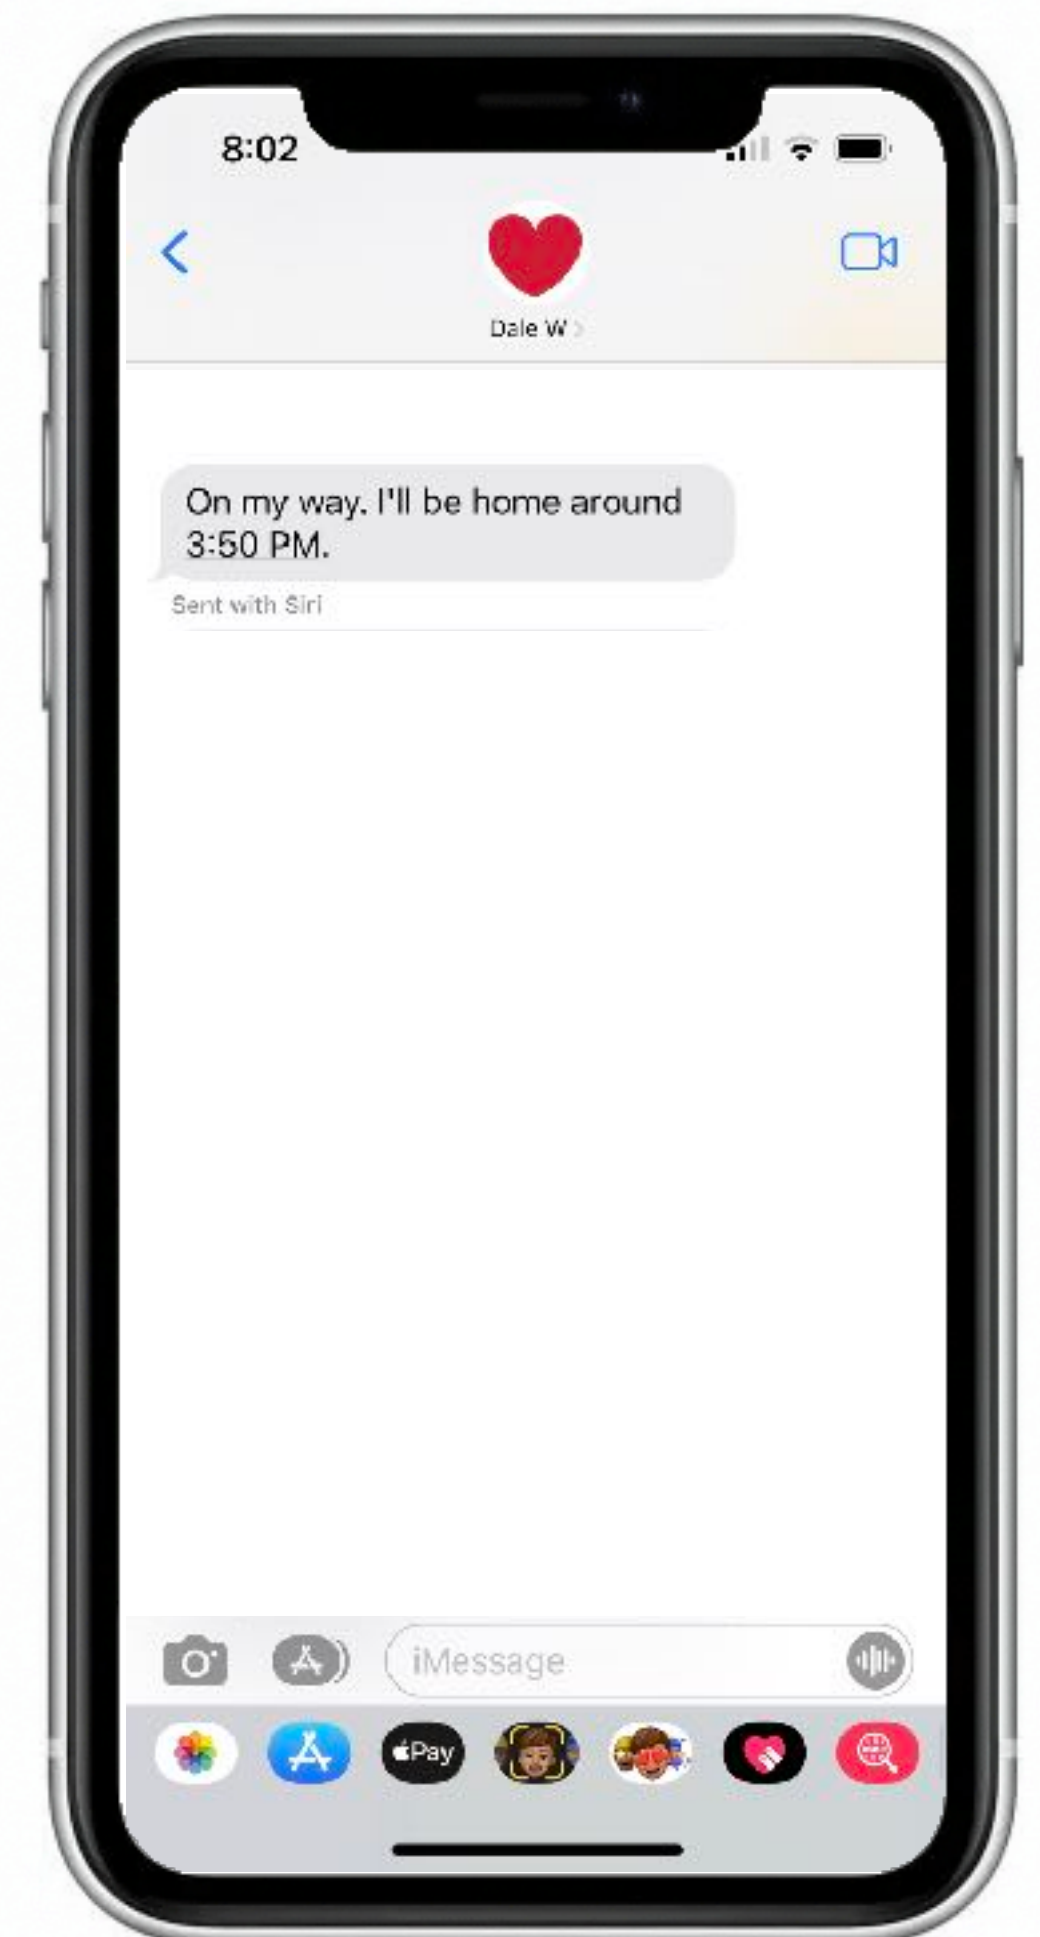 8:02
Dale W
On my way. I'll be home around
3:50 PM.
Sent with Siri
iMessage
Pay